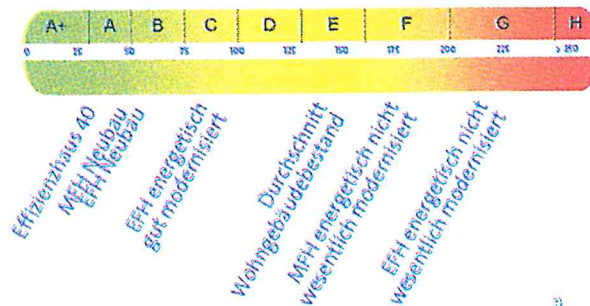 A+ A B C D E F G H
0 25 50 75 100 125 150 175 200 225 > 250
Effizienzhaus 40
MFH Neubau
EFH Neubau
EFH energetisch
gut modernisiert
Durchschnitt
Wohngebäudebestand
MFH energetisch nicht
wesentlich modernisiert
EFH energetisch nicht
wesentlich modernisiert